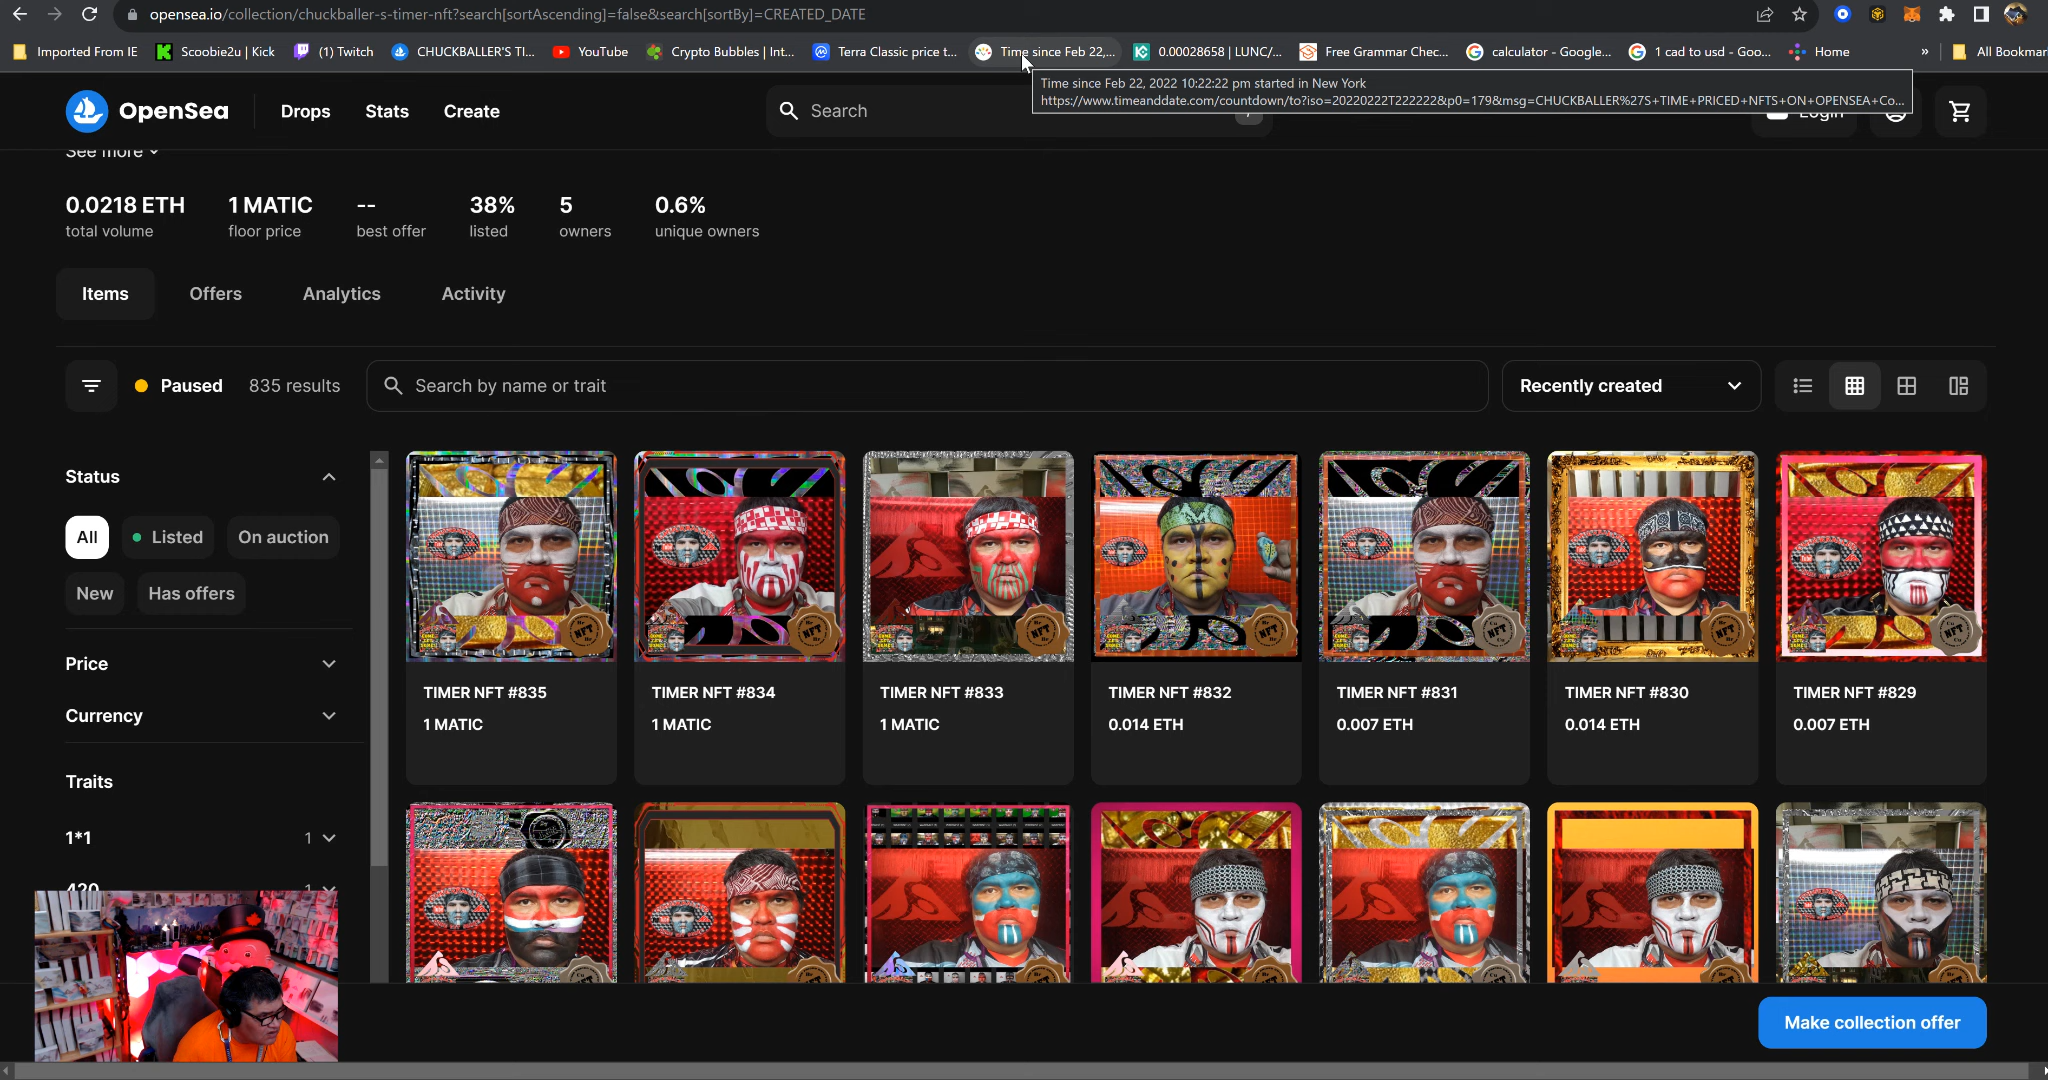 opensea.io/collection/chuckballer-s-timer-nft?search[sortAscending]=false&search[sortBy]=CREATED_DATE
Imported From IE
Scoobie2u | Kick
(1) Twitch
CHUCKBALLER'S TI...
YouTube
Crypto Bubbles | Int...
Terra Classic price t...
Time since Feb 22,...
0.00028658 | LUNC/...
Free Grammar Chec...
calculator - Google...
1 cad to usd - Goo...
Home
»
All Bookmar
Time since Feb 22, 2022 10:22:22 pm started in New York
https://www.timeanddate.com/countdown/to?iso=20220222T222222&p0=179&msg=CHUCKBALLER%27S+TIME+PRICED+NFTS+ON+OPENSEA+Co...
OpenSea
Drops
Stats
Create
Search
Login
See more
0.0218 ETH
total volume
1 MATIC
floor price
--
best offer
38%
listed
5
owners
0.6%
unique owners
Items
Offers
Analytics
Activity
Paused
835 results
Search by name or trait
Recently created
Status
All
Listed
On auction
New
Has offers
Price
Currency
Traits
1*1
1
420
1
TIMER NFT #835
1 MATIC
TIMER NFT #834
1 MATIC
TIMER NFT #833
1 MATIC
TIMER NFT #832
0.014 ETH
TIMER NFT #831
0.007 ETH
TIMER NFT #830
0.014 ETH
TIMER NFT #829
0.007 ETH
Make collection offer